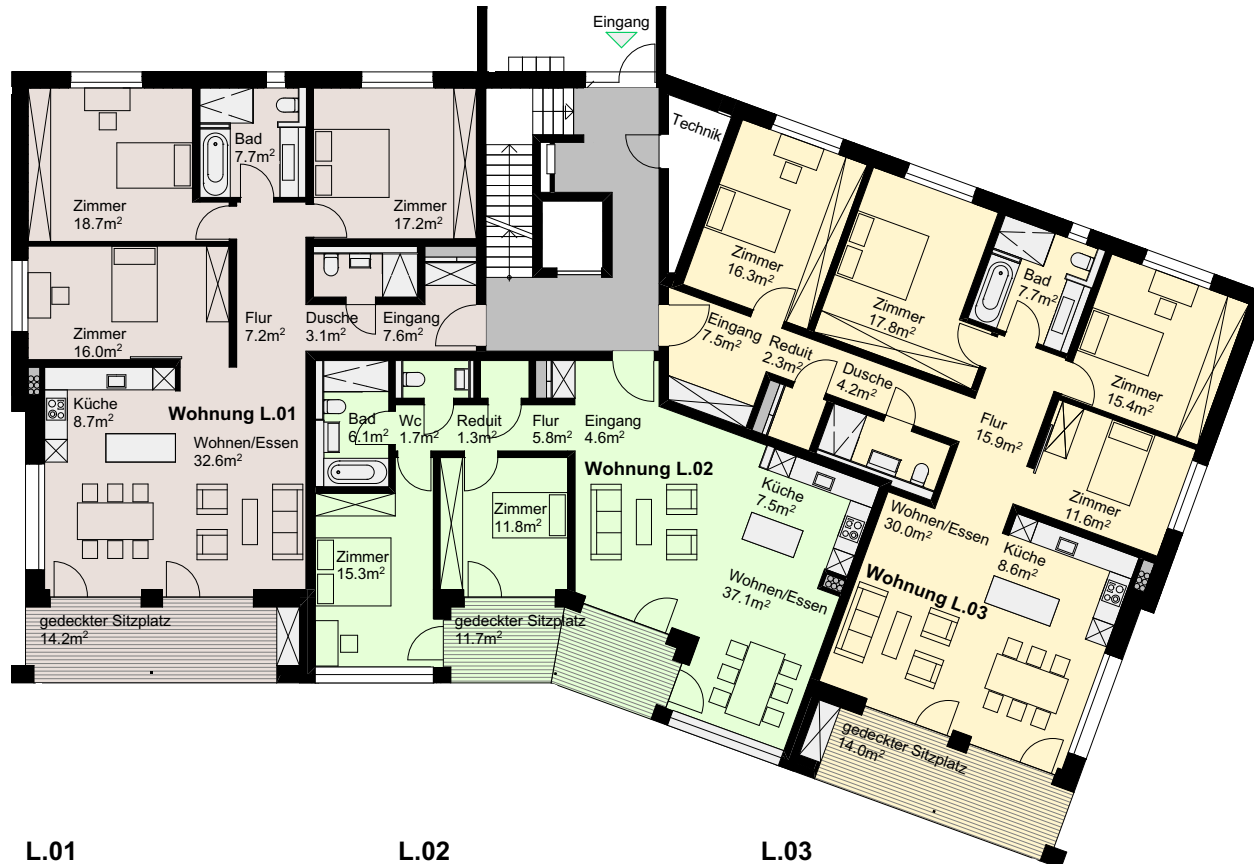 Eingang
Technik
Bad
7.7m²
Zimmer
18.7m²
Zimmer
17.2m²
Zimmer
16.0m²
Flur
7.2m²
Dusche
3.1m²
Eingang
7.6m²
Küche
8.7m²
Wohnung L.01
Wohnen/Essen
32.6m²
gedeckter Sitzplatz
14.2m²
Bad
6.1m²
Wc
1.7m²
Reduit
1.3m²
Flur
5.8m²
Eingang
4.6m²
Wohnung L.02
Zimmer
15.3m²
Zimmer
11.8m²
Küche
7.5m²
Wohnen/Essen
37.1m²
gedeckter Sitzplatz
11.7m²
Zimmer
16.3m²
Zimmer
17.8m²
Bad
7.7m²
Zimmer
15.4m²
Eingang
7.5m²
Reduit
2.3m²
Dusche
4.2m²
Flur
15.9m²
Zimmer
11.6m²
Wohnen/Essen
30.0m²
Küche
8.6m²
Wohnung L.03
gedeckter Sitzplatz
14.0m²
L.01
L.02
L.03